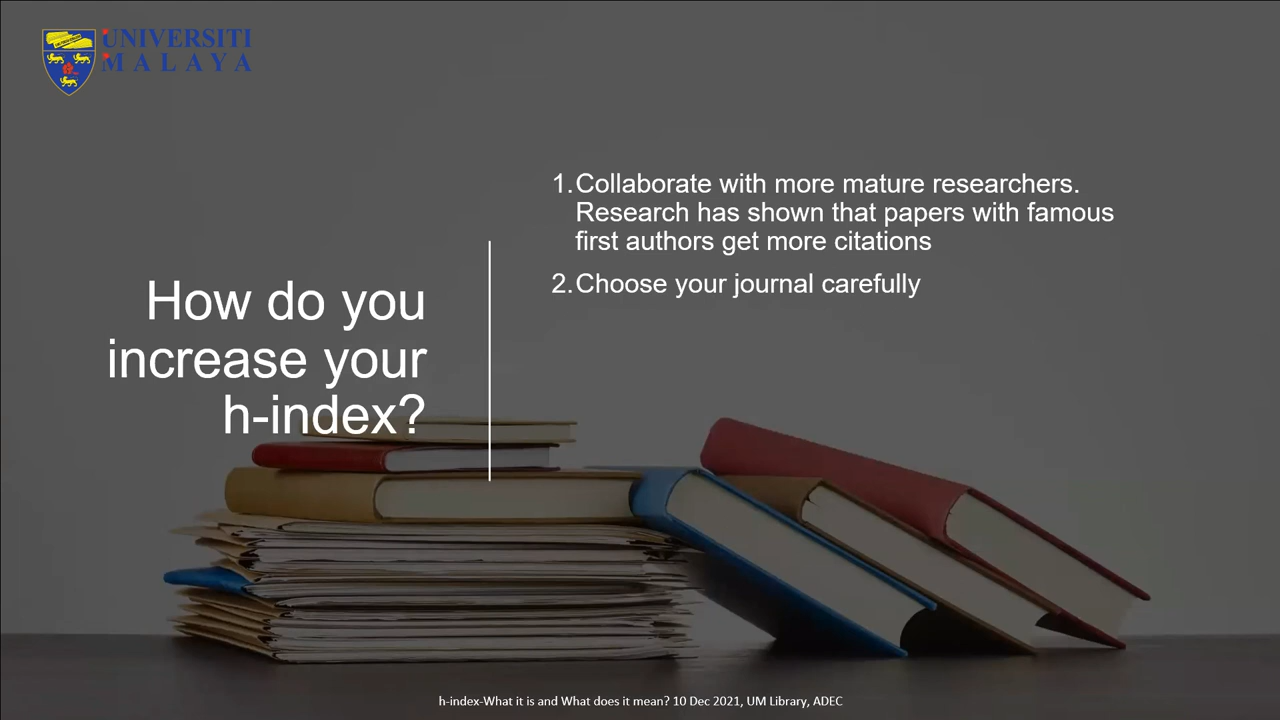 UNIVERSITI
MALAYA
How do you
increase your
h-index?
1. Collaborate with more mature researchers.
Research has shown that papers with famous
first authors get more citations
2. Choose your journal carefully
h-index-What it is and What does it mean? 10 Dec 2021, UM Library, ADEC